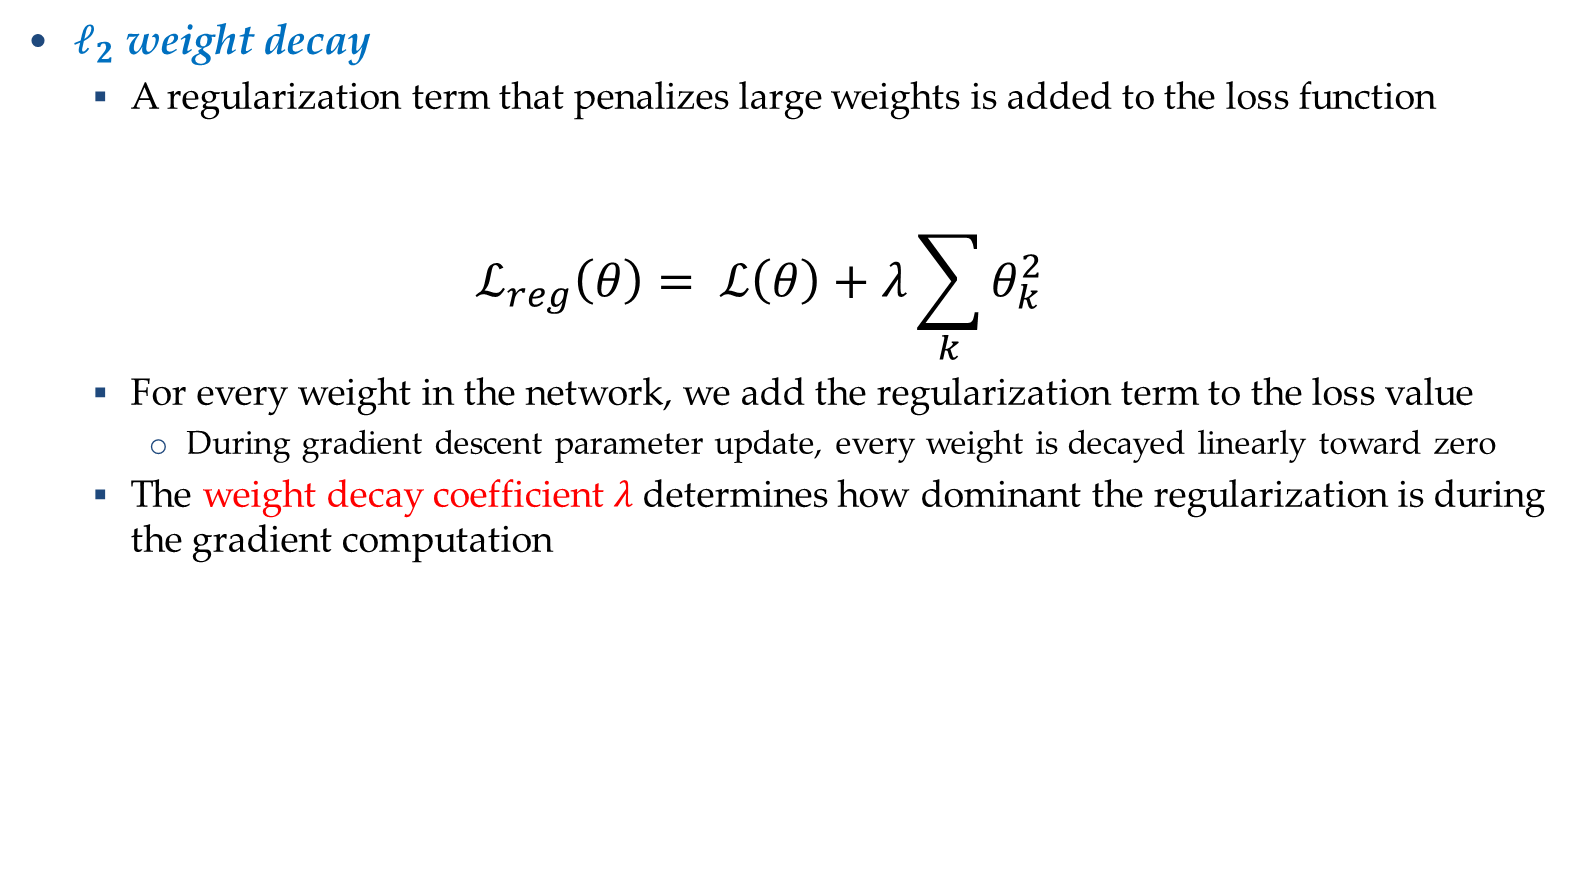 • ℓ₂ weight decay
▪ A regularization term that penalizes large weights is added to the loss function
ℒ_reg(θ) = ℒ(θ) + λ ∑_k θ_k^2
▪ For every weight in the network, we add the regularization term to the loss value
○ During gradient descent parameter update, every weight is decayed linearly toward zero
▪ The weight decay coefficient λ determines how dominant the regularization is during
the gradient computation